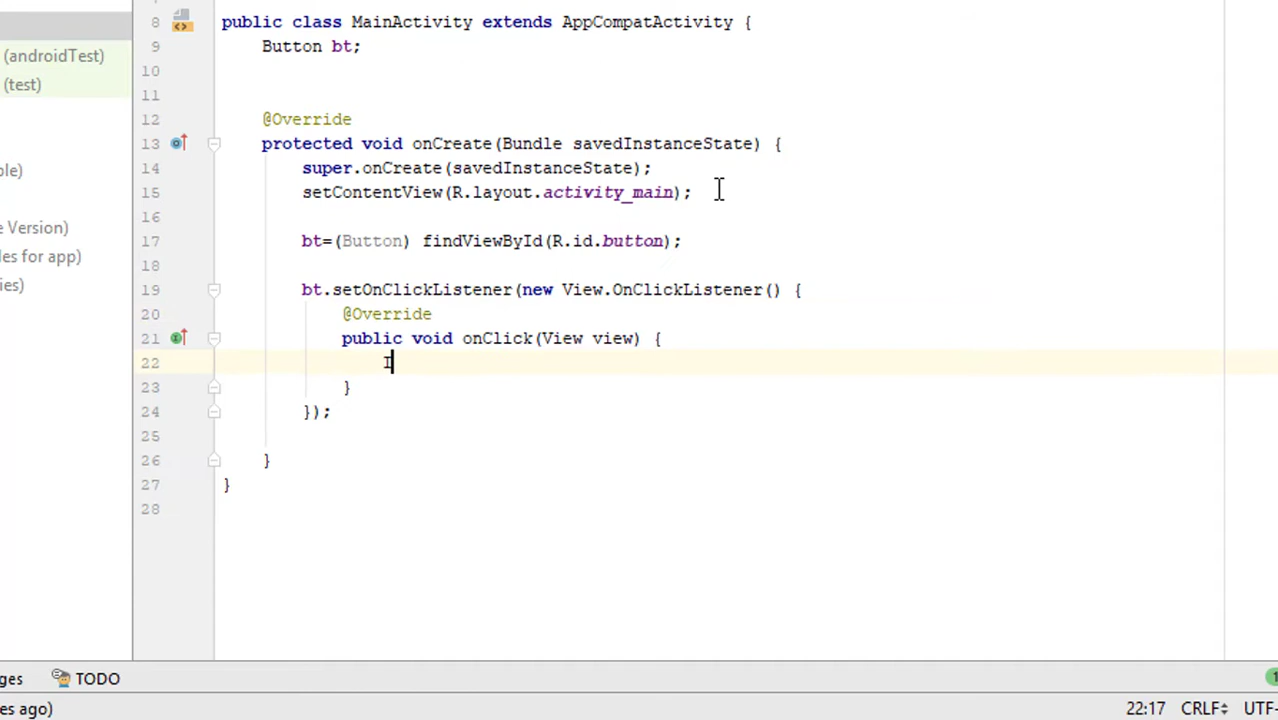 8 public class MainActivity extends AppCompatActivity {
9 Button bt;
10
11
12 @Override
13 protected void onCreate(Bundle savedInstanceState) {
14 super.onCreate(savedInstanceState);
15 setContentView(R.layout.activity_main);
16
17 bt=(Button) findViewById(R.id.button);
18
19 bt.setOnClickListener(new View.OnClickListener() {
20 @Override
21 public void onClick(View view) {
22
23 }
24 });
25
26 }
27 }
28
(androidTest)
(test)
ple)
e Version)
les for app)
ies)
ges TODO 1
es ago) 22:17 CRLF UTF-